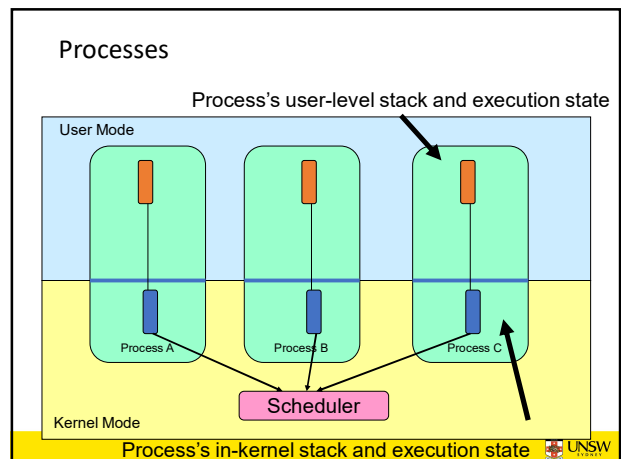 Processes
Process's user-level stack and execution state
User Mode
Process A
Process B
Process C
Scheduler
Kernel Mode
Process's in-kernel stack and execution state
UNSW
SYDNEY